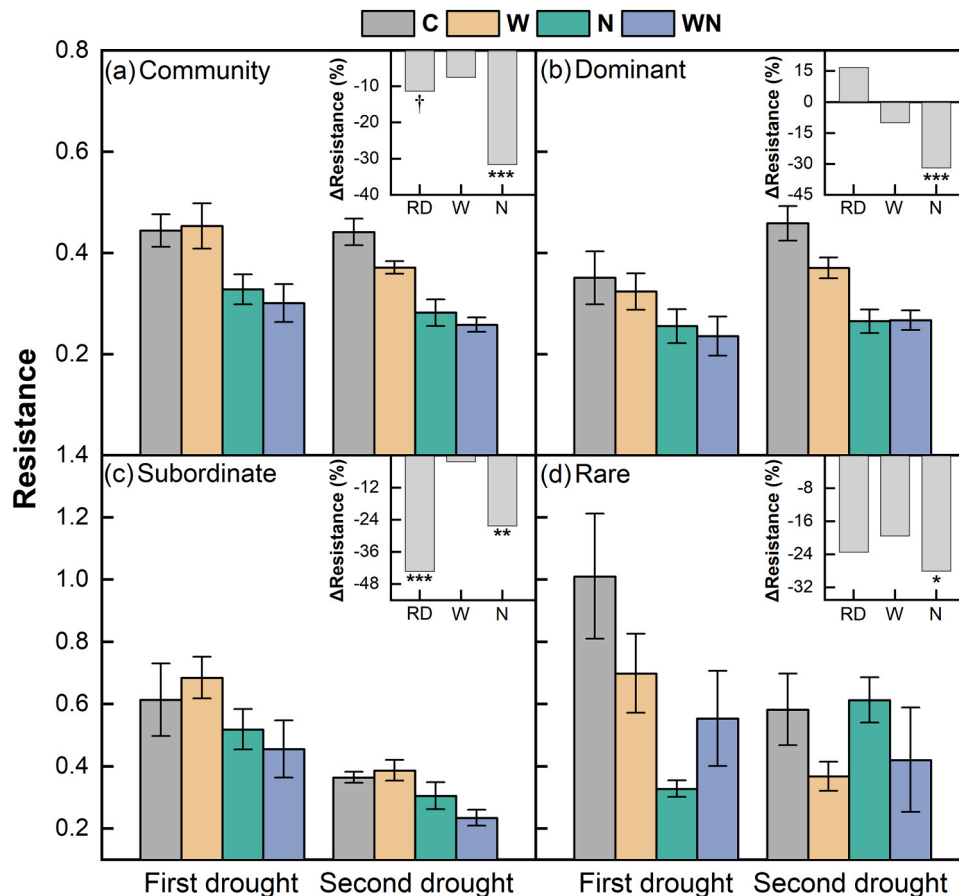 C W N WN
Resistance
(a) Community
0.8
0.6
0.4
0.2
ΔResistance (%)
-10
-20
-30
-40
†
***
RD W N
(b) Dominant
ΔResistance (%)
15
0
-15
-30
-45
***
RD W N
(c) Subordinate
1.4
1.2
1.0
0.8
0.6
0.4
0.2
ΔResistance (%)
-12
-24
-36
-48
***
**
RD W N
(d) Rare
ΔResistance (%)
-8
-16
-24
-32
*
RD W N
First drought Second drought First drought Second drought